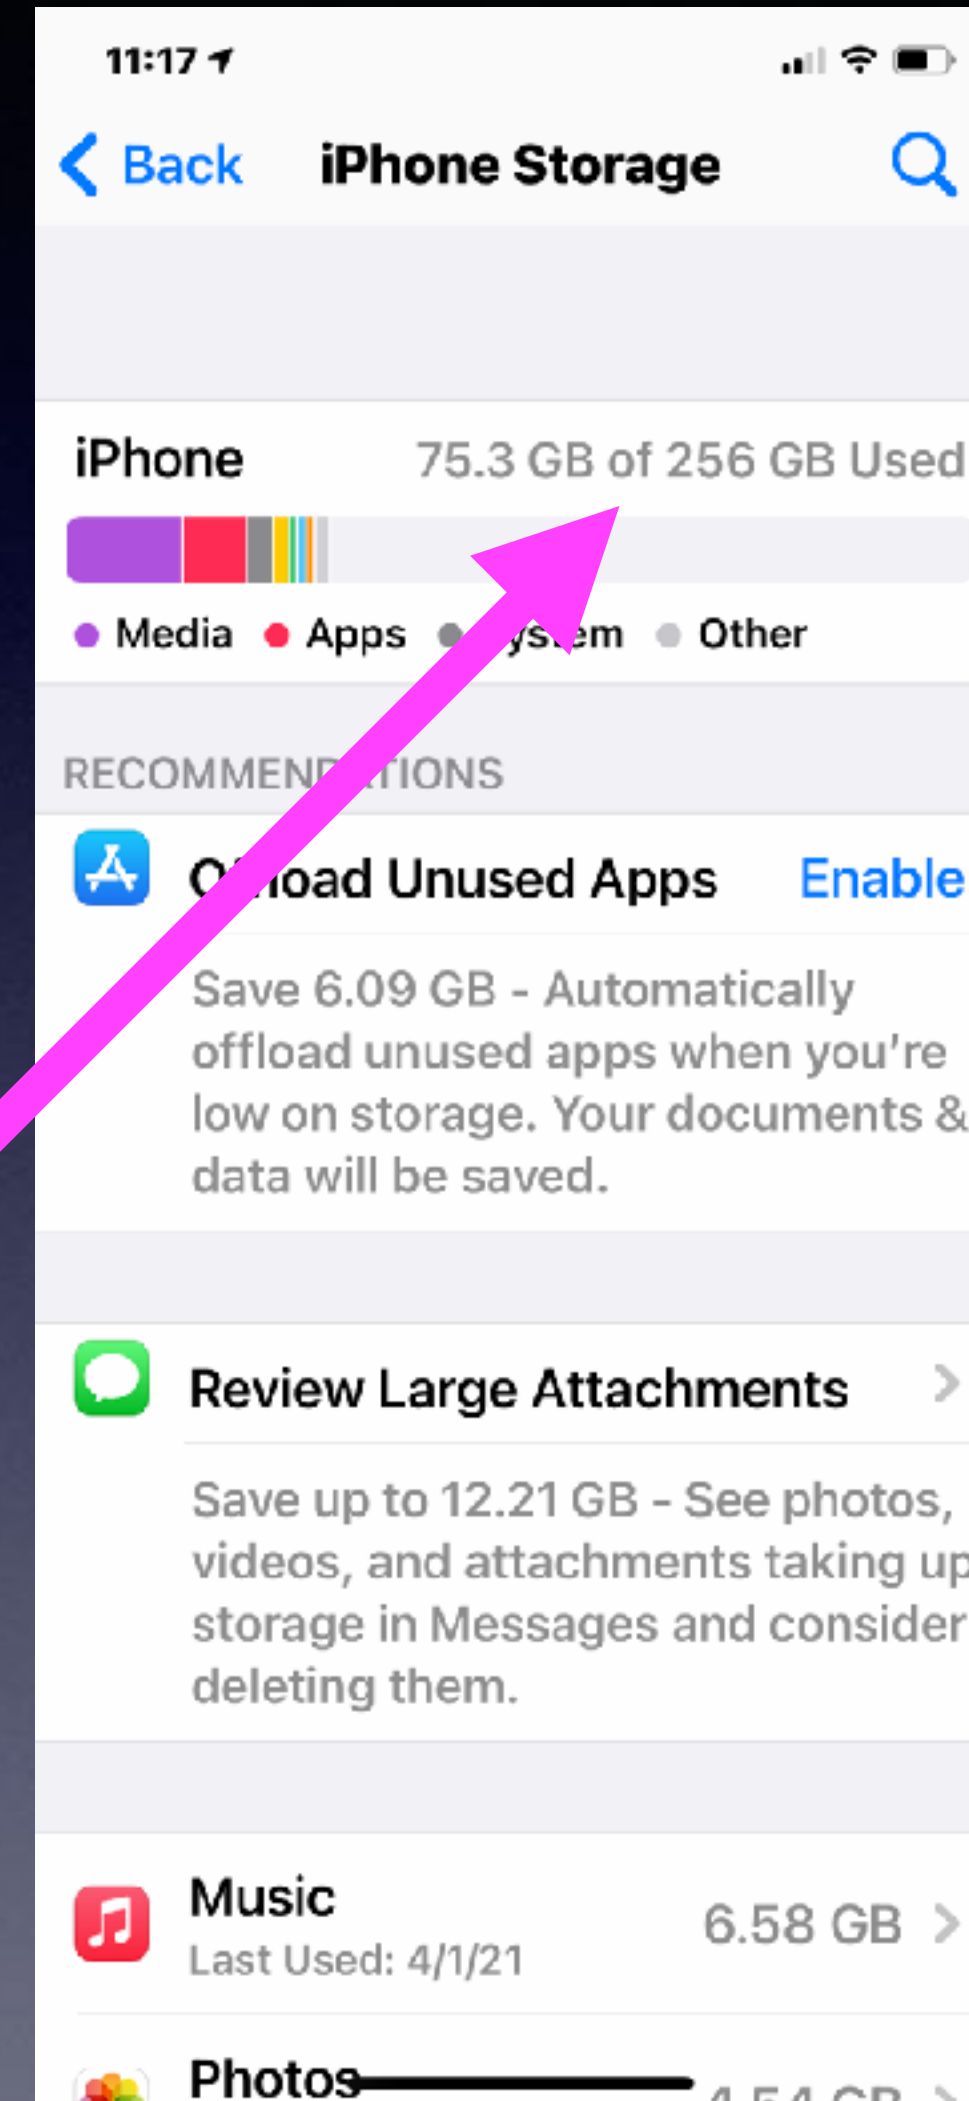 11:17
Back iPhone Storage
iPhone 75.3 GB of 256 GB Used
Media Apps Other
Unused Apps Enable
Save 6.09 GB - Automatically
offload unused apps when you're
low on storage. Your documents &
data will be saved.
Review Large Attachments
Save up to 12.21 GB - See photos,
videos, and attachments taking up
storage in Messages and consider
deleting them.
Music
6.58 GB
Last Used: 4/1/21
Photos
4.54 GB